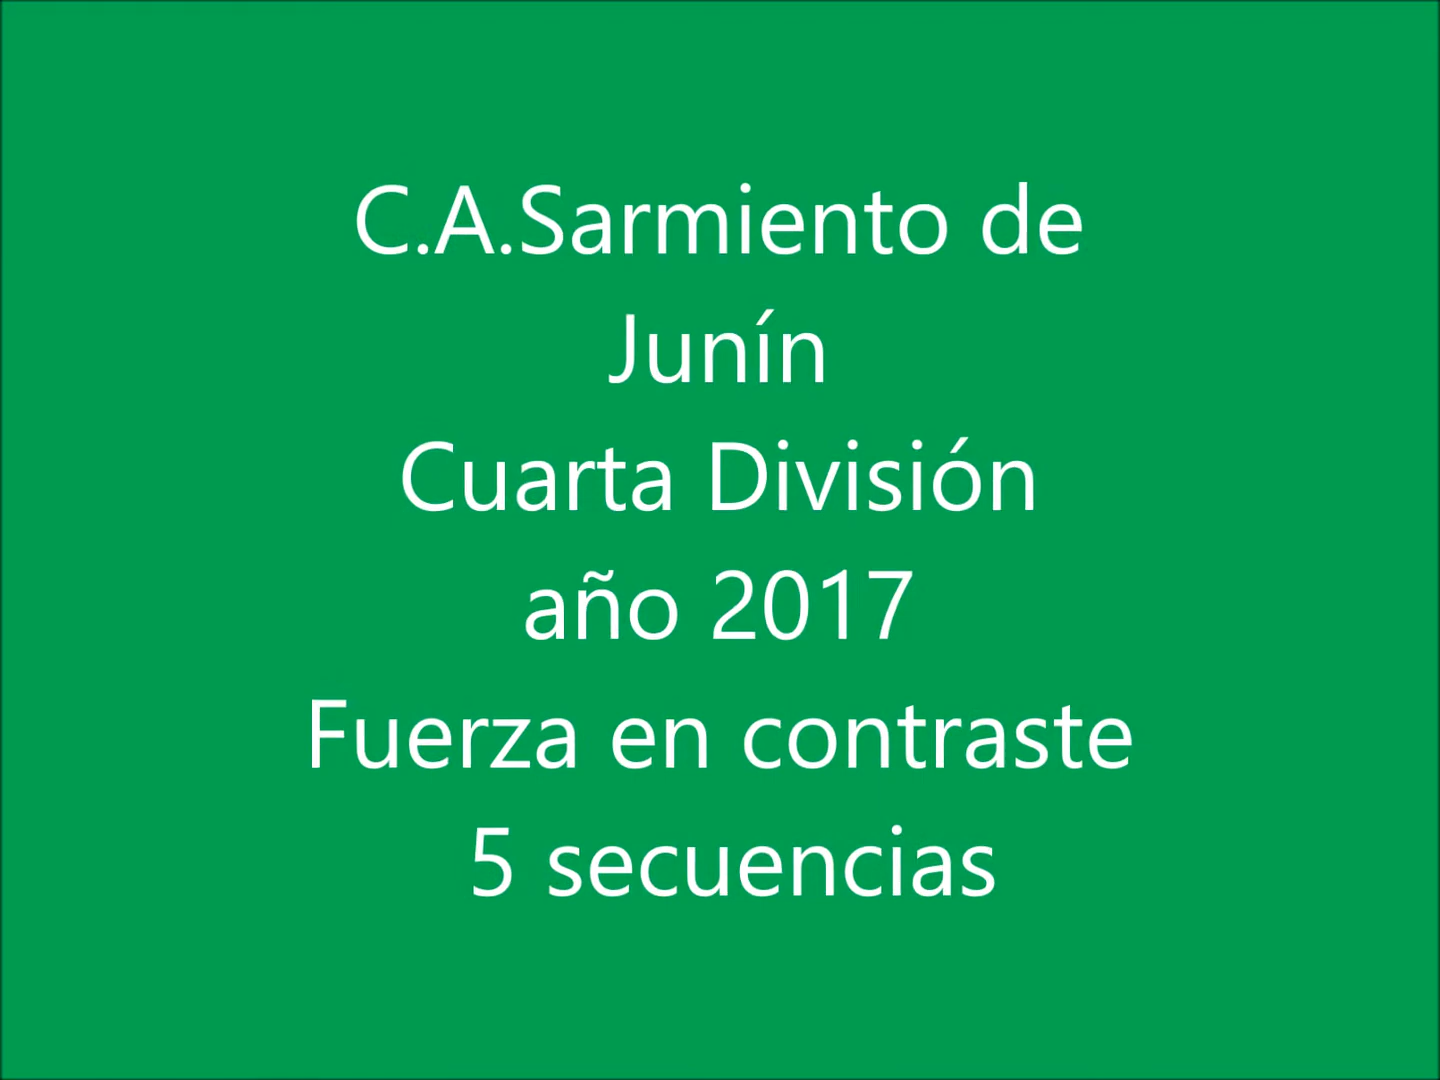 C.A.Sarmiento de
Junín
Cuarta División
año 2017
Fuerza en contraste
5 secuencias